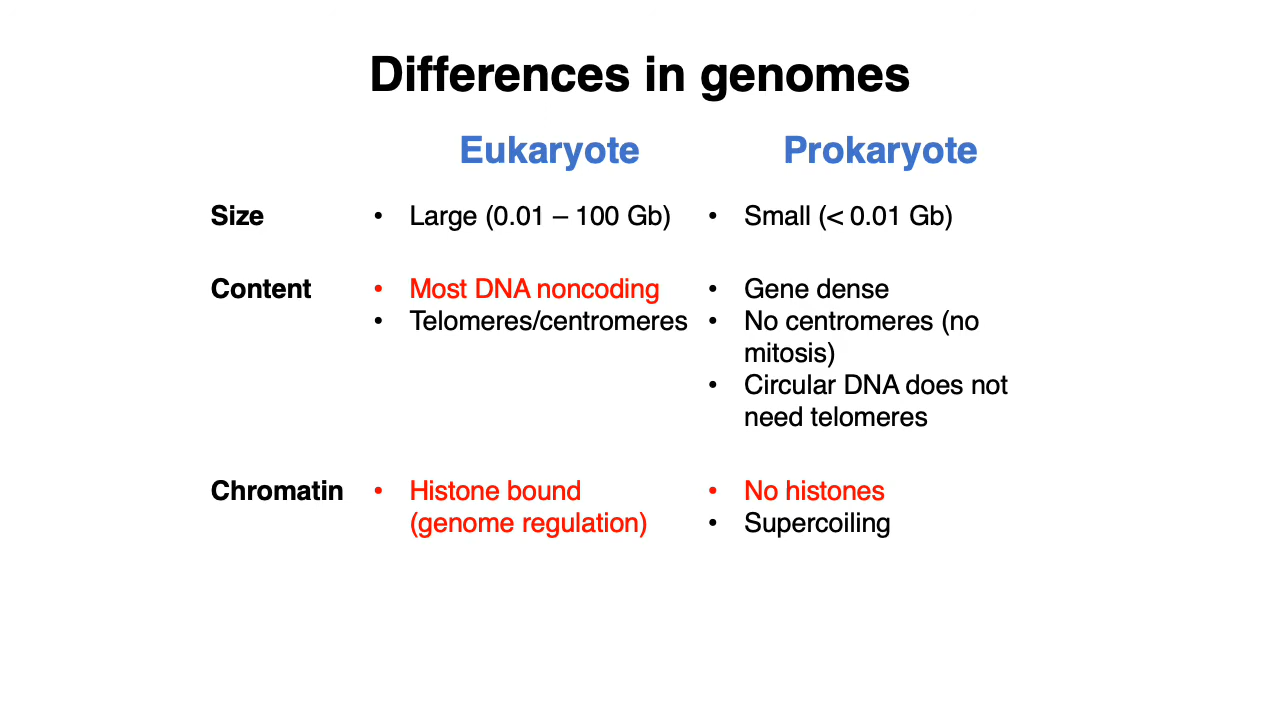 Differences in genomes
Eukaryote Prokaryote
Size • Large (0.01 – 100 Gb) • Small (< 0.01 Gb)
Content • Most DNA noncoding • Gene dense
• Telomeres/centromeres • No centromeres (no
mitosis)
• Circular DNA does not
need telomeres
Chromatin • Histone bound • No histones
(genome regulation) • Supercoiling